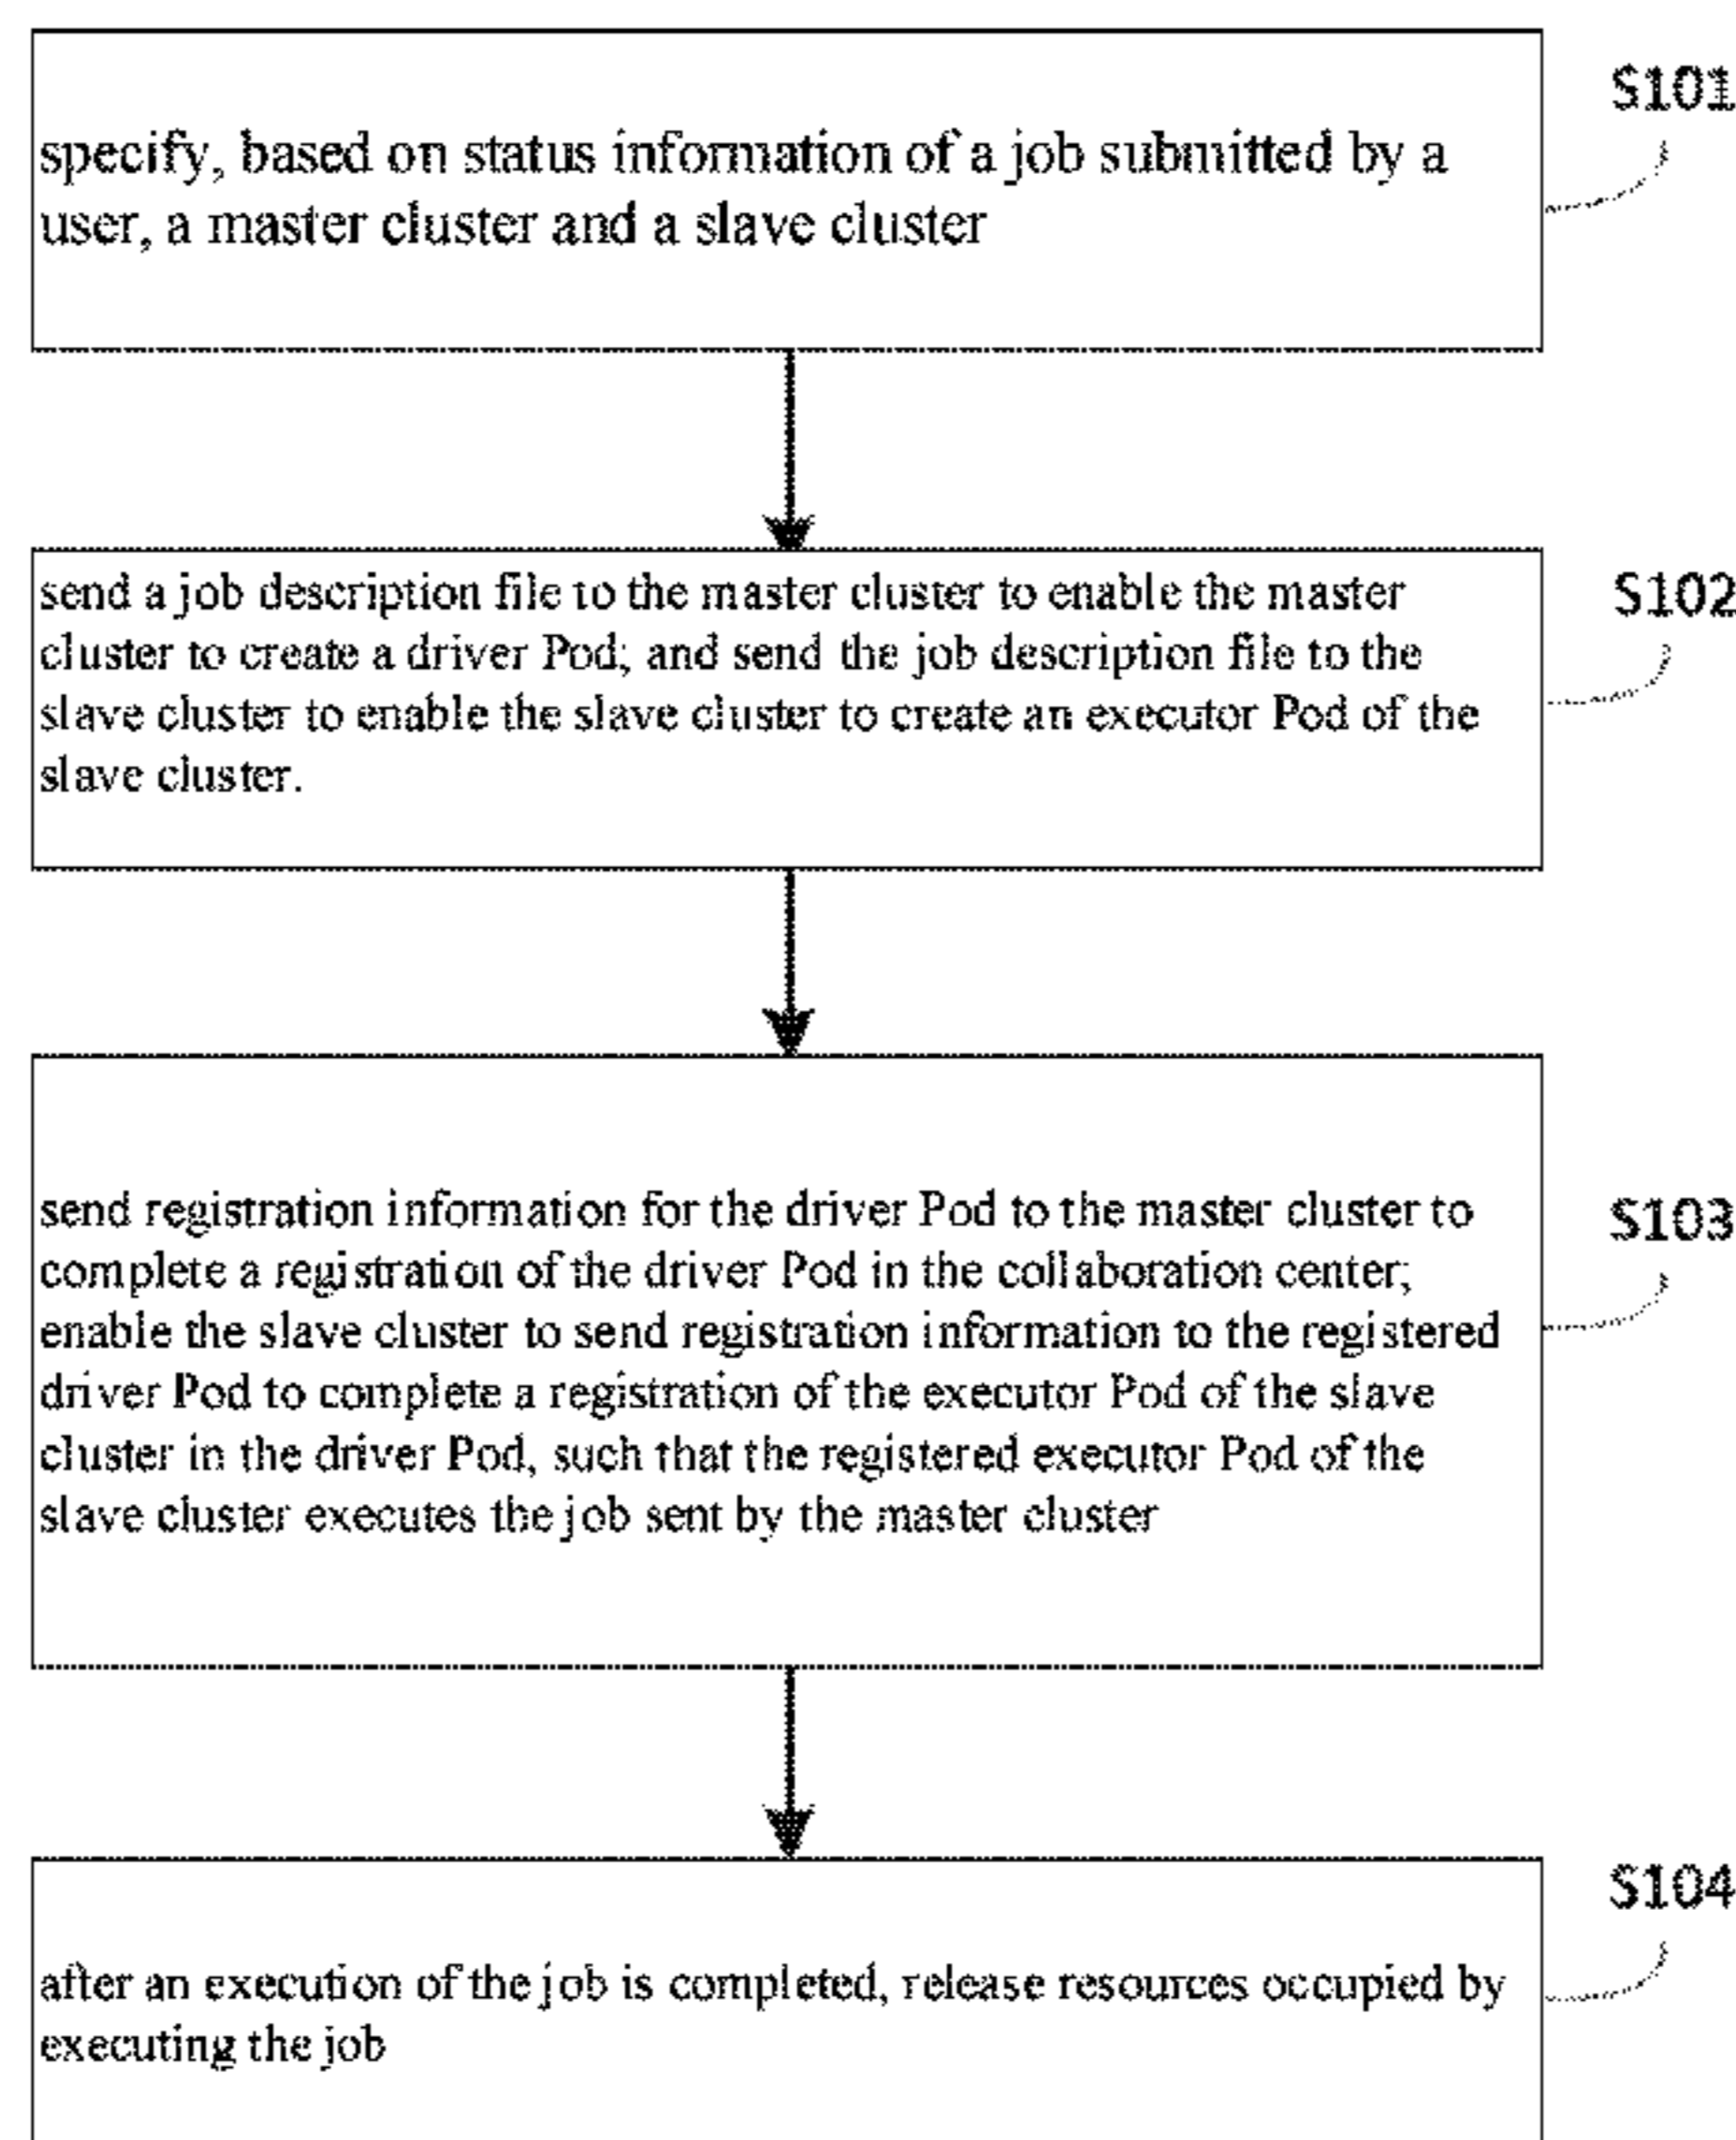 S101
specify, based on status information of a job submitted by a
user, a master cluster and a slave cluster
S102
send a job description file to the master cluster to enable the master
cluster to create a driver Pod; and send the job description file to the
slave cluster to enable the slave cluster to create an executor Pod of the
slave cluster.
S103
send registration information for the driver Pod to the master cluster to
complete a registration of the driver Pod in the collaboration center;
enable the slave cluster to send registration information to the registered
driver Pod to complete a registration of the executor Pod of the slave
cluster in the driver Pod, such that the registered executor Pod of the
slave cluster executes the job sent by the master cluster
S104
after an execution of the job is completed, release resources occupied by
executing the job